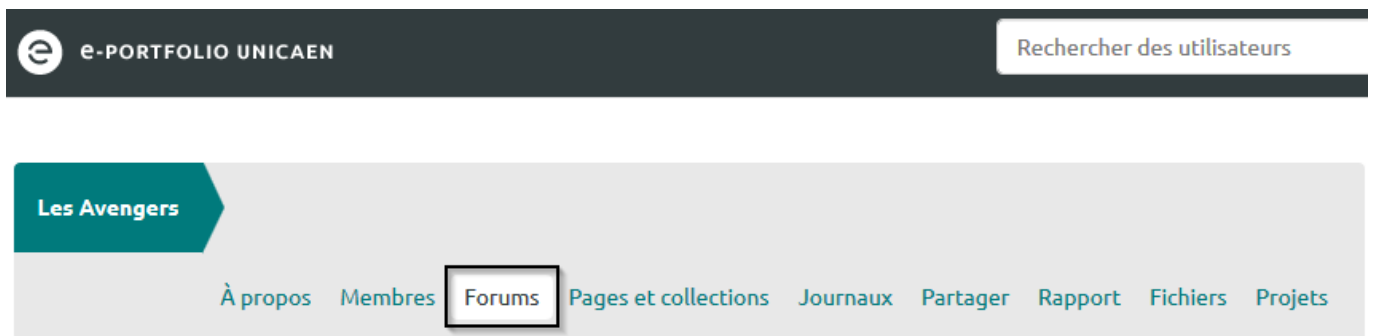 e-PORTFOLIO UNICAEN
Rechercher des utilisateurs
Les Avengers
À propos Membres Forums Pages et collections Journaux Partager Rapport Fichiers Projets